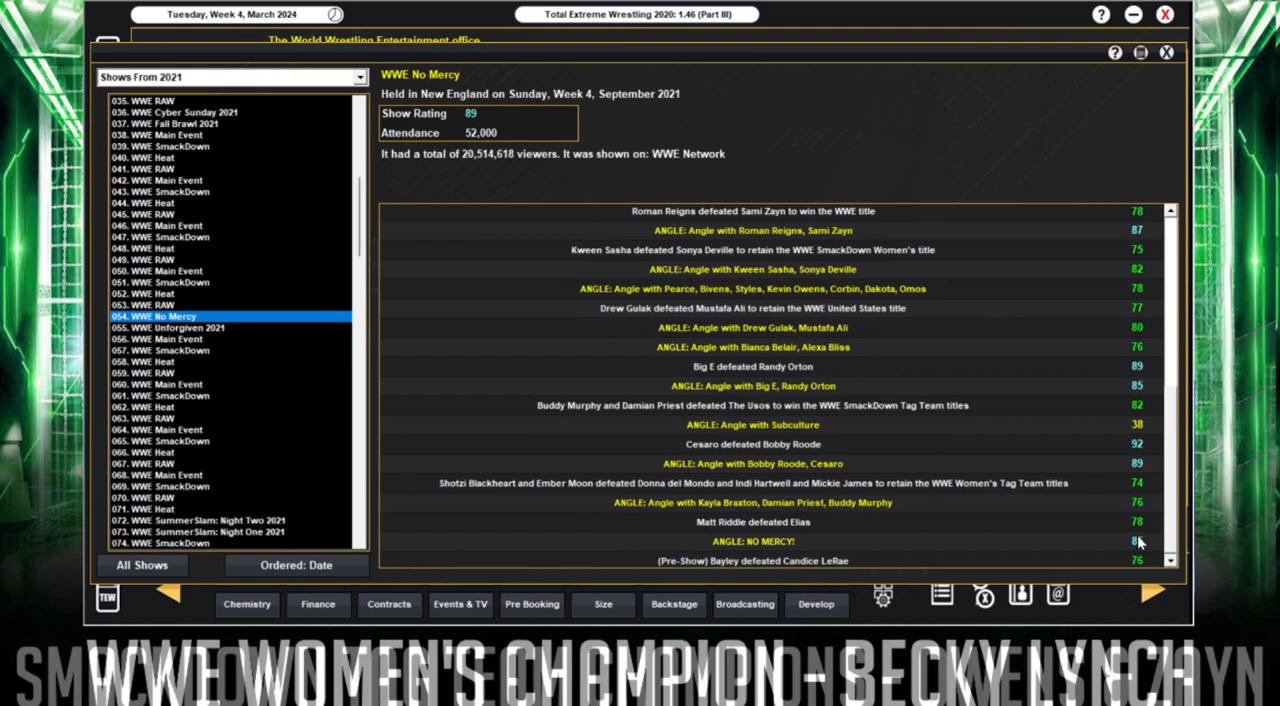 Tuesday, Week 4, March 2024
Total Extreme Wrestling 2020: 1.46 (Part III)
?
X
The World Wrestling Entertainment office
?
X
Shows From 2021
035. WWE RAW
036. WWE Cyber Sunday 2021
037. WWE Fall Brawl 2021
038. WWE Main Event
039. WWE SmackDown
040. WWE Heat
041. WWE RAW
042. WWE Main Event
043. WWE SmackDown
044. WWE Heat
045. WWE RAW
046. WWE Main Event
047. WWE SmackDown
048. WWE Heat
049. WWE RAW
050. WWE Main Event
051. WWE SmackDown
052. WWE Heat
053. WWE RAW
054. WWE No Mercy
055. WWE Unforgiven 2021
056. WWE Main Event
057. WWE SmackDown
058. WWE Heat
059. WWE RAW
060. WWE Main Event
061. WWE SmackDown
062. WWE Heat
063. WWE RAW
064. WWE Main Event
065. WWE SmackDown
066. WWE Heat
067. WWE RAW
068. WWE Main Event
069. WWE SmackDown
070. WWE RAW
071. WWE Heat
072. WWE SummerSlam: Night Two 2021
073. WWE SummerSlam: Night One 2021
074. WWE SmackDown
All Shows
Ordered: Date
WWE No Mercy
Held in New England on Sunday, Week 4, September 2021
Show Rating 89
Attendance 52,000
It had a total of 20,514,618 viewers. It was shown on: WWE Network
Roman Reigns defeated Sami Zayn to win the WWE title 78
ANGLE: Angle with Roman Reigns, Sami Zayn 87
Kween Sasha defeated Sonya Deville to retain the WWE SmackDown Women's title 75
ANGLE: Angle with Kween Sasha, Sonya Deville 82
ANGLE: Angle with Pearce, Bivens, Styles, Kevin Owens, Corbin, Dakota, Omos 78
Drew Gulak defeated Mustafa Ali to retain the WWE United States title 77
ANGLE: Angle with Drew Gulak, Mustafa Ali 80
ANGLE: Angle with Bianca Belair, Alexa Bliss 76
Big E defeated Randy Orton 89
ANGLE: Angle with Big E, Randy Orton 85
Buddy Murphy and Damian Priest defeated The Usos to win the WWE SmackDown Tag Team titles 82
ANGLE: Angle with Subculture 38
Cesaro defeated Bobby Roode 92
ANGLE: Angle with Bobby Roode, Cesaro 89
Shotzi Blackheart and Ember Moon defeated Donna del Mondo and Indi Hartwell and Mickie James to retain the WWE Women's Tag Team titles 74
ANGLE: Angle with Kayla Braxton, Damian Priest, Buddy Murphy 76
Matt Riddle defeated Elias 78
ANGLE: NO MERCY!
(Pre-Show) Bayley defeated Candice LeRae 76
TEW
Chemistry
Finance
Contracts
Events & TV
Pre Booking
Size
Backstage
Broadcasting
Develop
@
WWE WOMEN'S CHAMPION - BECKY LYNCH